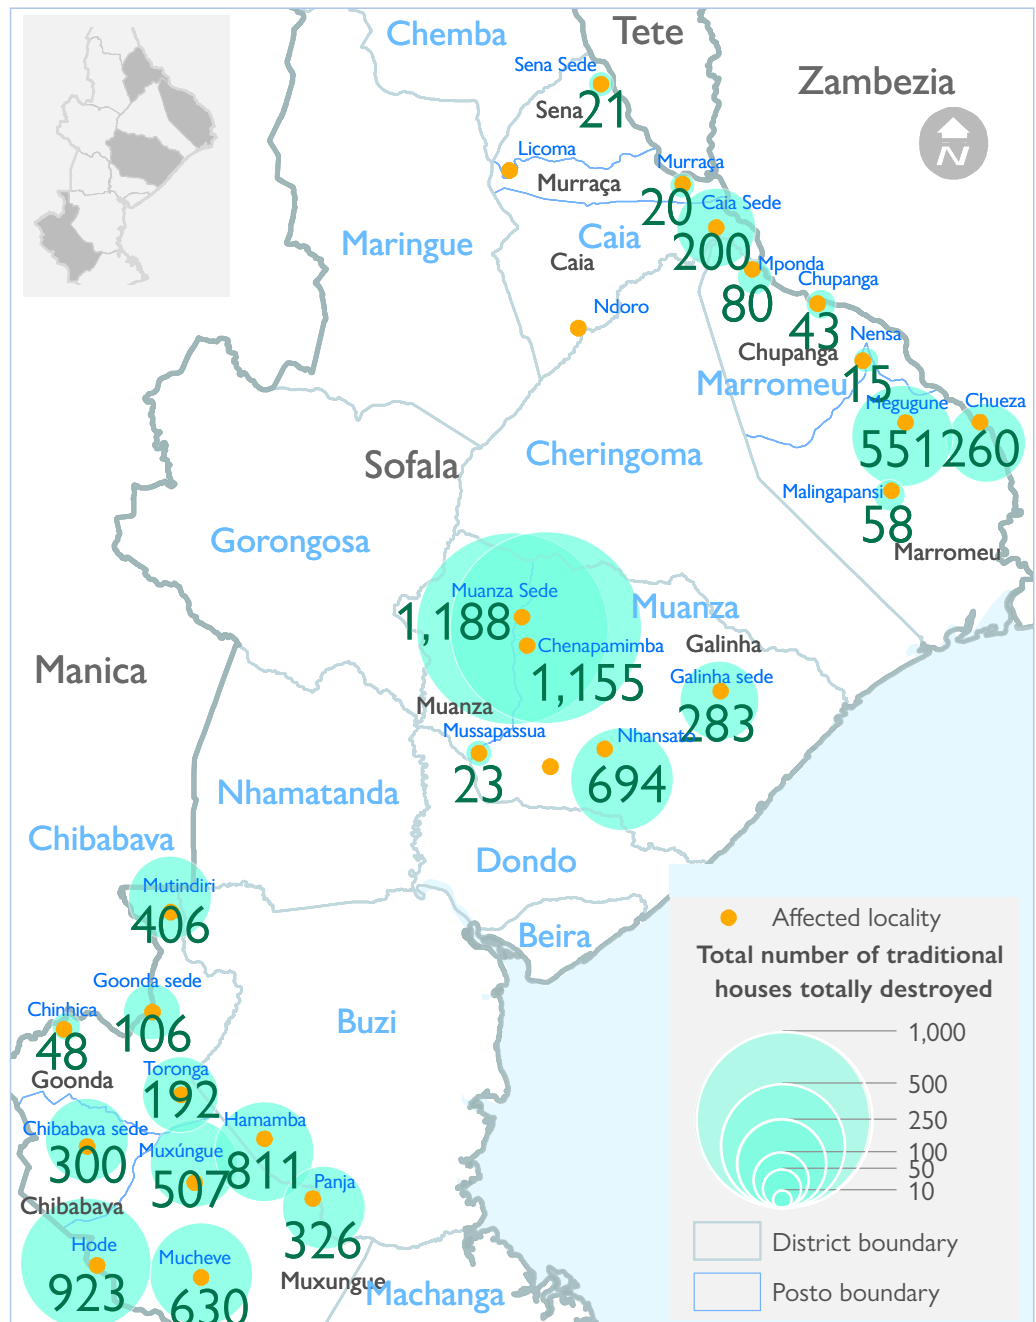 Chemba
Tete
Zambezia
Sena Sede
Sena
21
N
Licoma
Murraça
Murraça
20
Caia Sede
Maringue
Caia
200
Caia
Mponda
80
Chupanga
43
Ndoro
Nensa
Chupanga
15
Marromeu
Megugune
551
Chueza
260
Sofala
Cheringoma
Malingapansi
58
Marromeu
Gorongosa
Muanza Sede
1,188
Muanza
Chenapamimba
1,155
Galinha
Galinha sede
283
Manica
Muanza
Mussapassua
23
Nhansato
694
Nhamatanda
Chibabava
Dondo
Mutindiri
406
Beira
Goonda sede
106
Chinhica
48
Goonda
Buzi
Toronga
192
Chibabava sede
300
Hamamba
811
Muxúngue
507
Panja
326
Chibabava
Hode
923
Mucheve
630
Muxungue
Machanga
Affected locality
Total number of traditional
houses totally destroyed
1,000
500
250
100
50
10
District boundary
Posto boundary